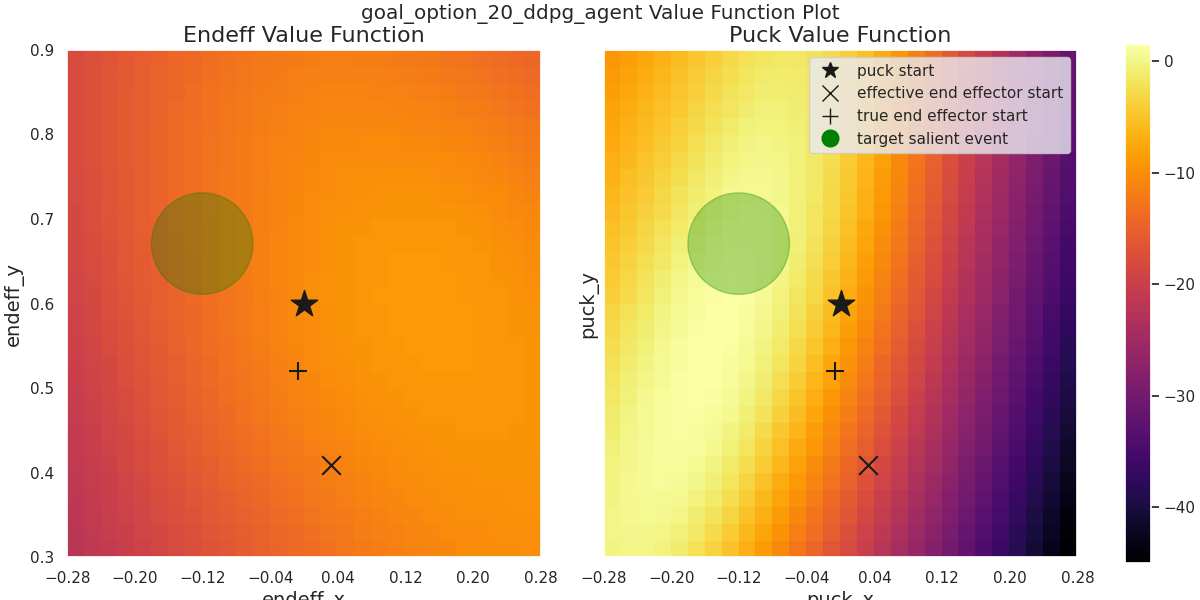 goal_option_20_ddpg_agent Value Function Plot
Endeff Value Function
Puck Value Function
0.9
0.8
0.7
0.6
0.5
0.4
0.3
endeff_y
−0.28 −0.20 −0.12 −0.04 0.04 0.12 0.20 0.28
endeff_x
puck_y
puck start
effective end effector start
true end effector start
target salient event
−0.28 −0.20 −0.12 −0.04 0.04 0.12 0.20 0.28
puck_x
0
−10
−20
−30
−40